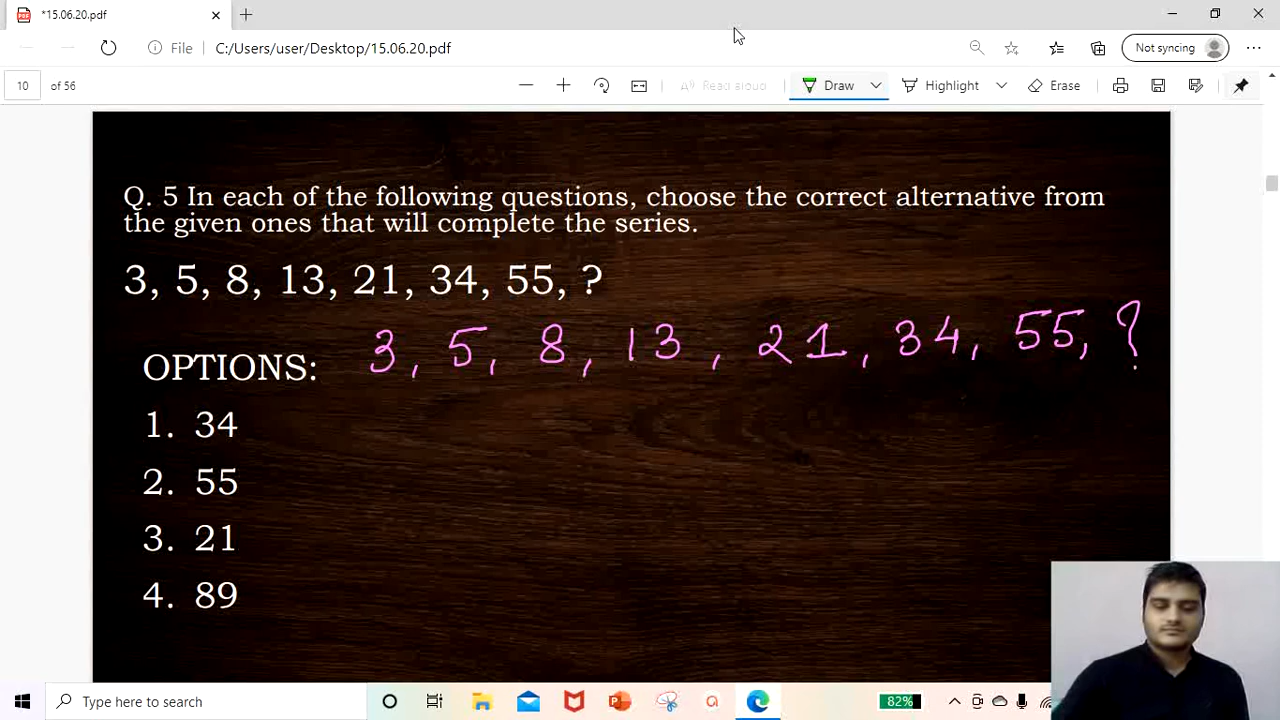 *15.06.20.pdf
File C:/Users/user/Desktop/15.06.20.pdf Not syncing
10 of 56 Read aloud Draw Highlight Erase
Q. 5 In each of the following questions, choose the correct alternative from
the given ones that will complete the series.
3, 5, 8, 13, 21, 34, 55, ?
3, 5, 8, 13, 21, 34, 55, ?
OPTIONS:
1. 34
2. 55
3. 21
4. 89
Type here to search 82%